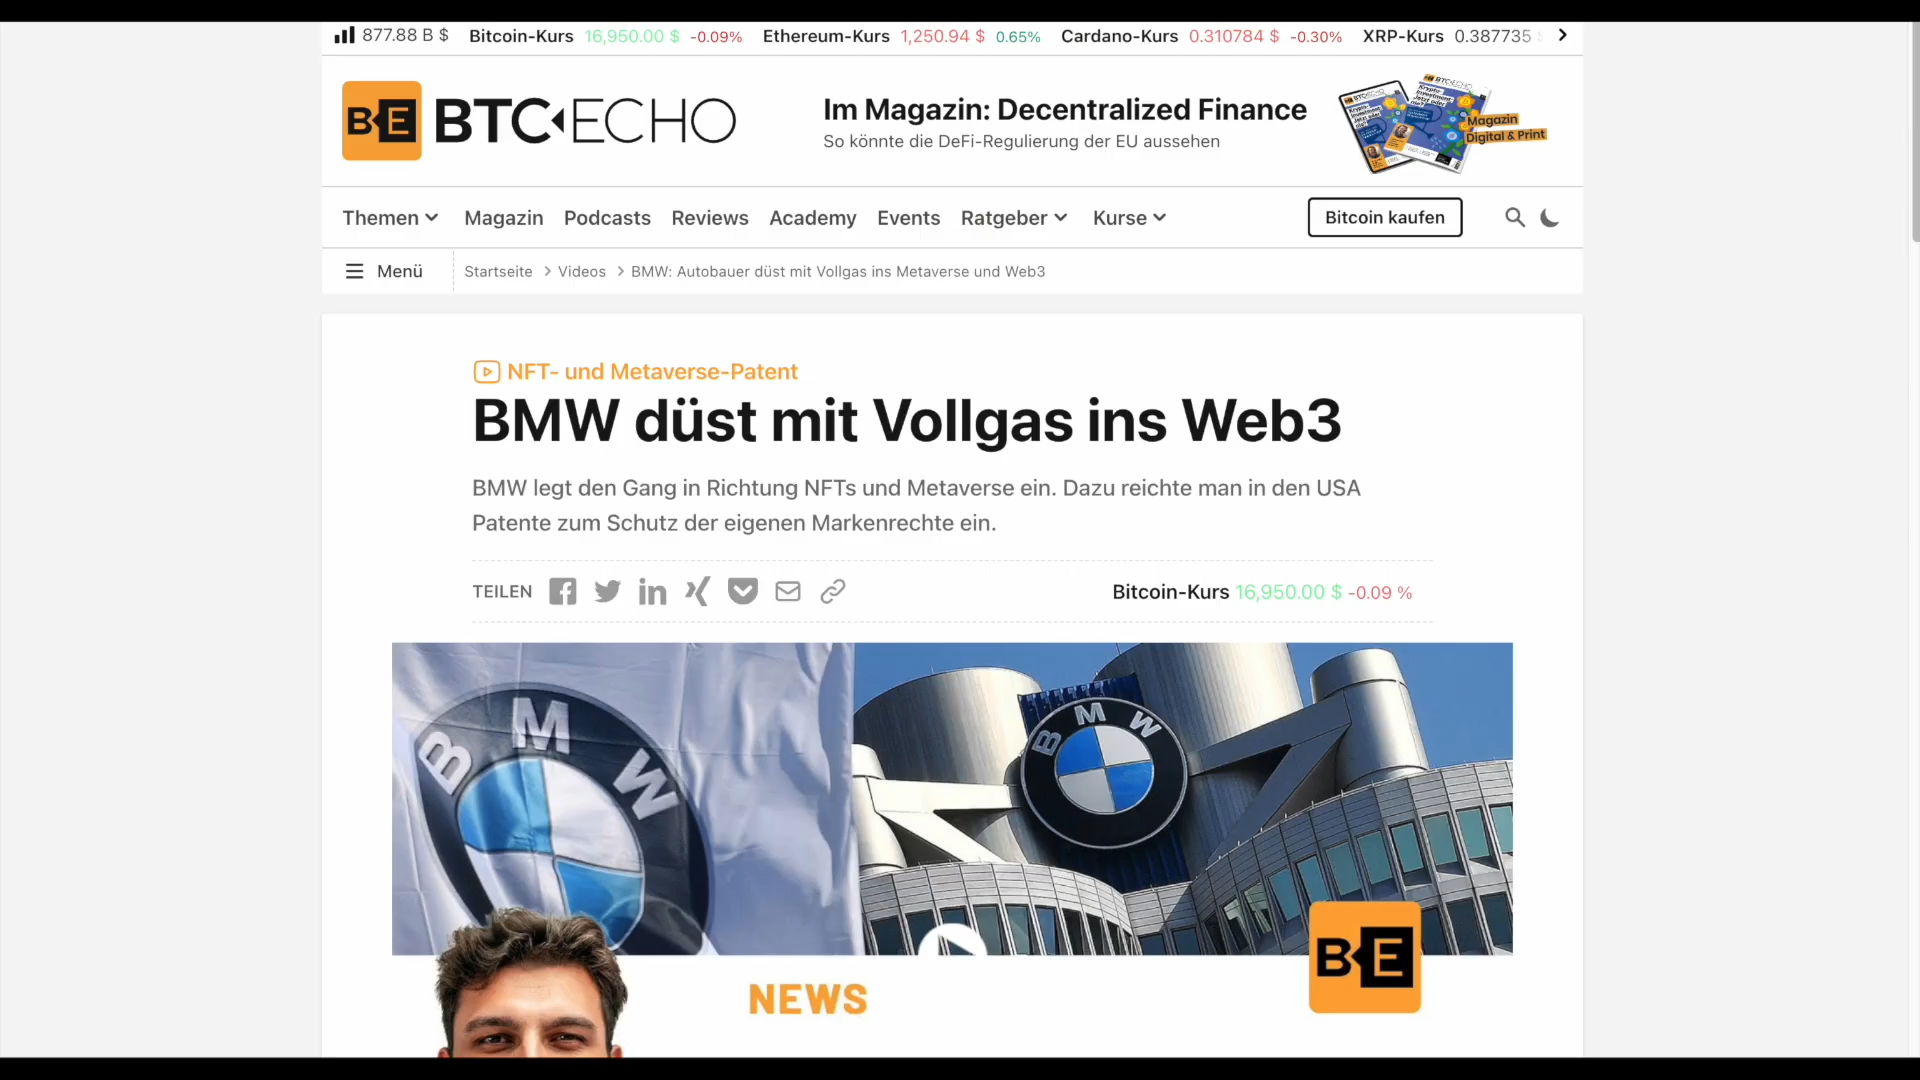 877.88 B $ Bitcoin-Kurs 16,950.00 $ -0.09% Ethereum-Kurs 1,250.94 $ 0.65% Cardano-Kurs 0.310784 $ -0.30% XRP-Kurs 0.387735 $
BE BTC ECHO
Im Magazin: Decentralized Finance
So könnte die DeFi-Regulierung der EU aussehen
Magazin
Digital & Print
Themen Magazin Podcasts Reviews Academy Events Ratgeber Kurse Bitcoin kaufen
Menü Startseite > Videos > BMW: Autobauer düst mit Vollgas ins Metaverse und Web3
NFT- und Metaverse-Patent
BMW düst mit Vollgas ins Web3
BMW legt den Gang in Richtung NFTs und Metaverse ein. Dazu reichte man in den USA
Patente zum Schutz der eigenen Markenrechte ein.
TEILEN Bitcoin-Kurs 16,950.00 $ -0.09 %
BMW
BMW
BE
NEWS